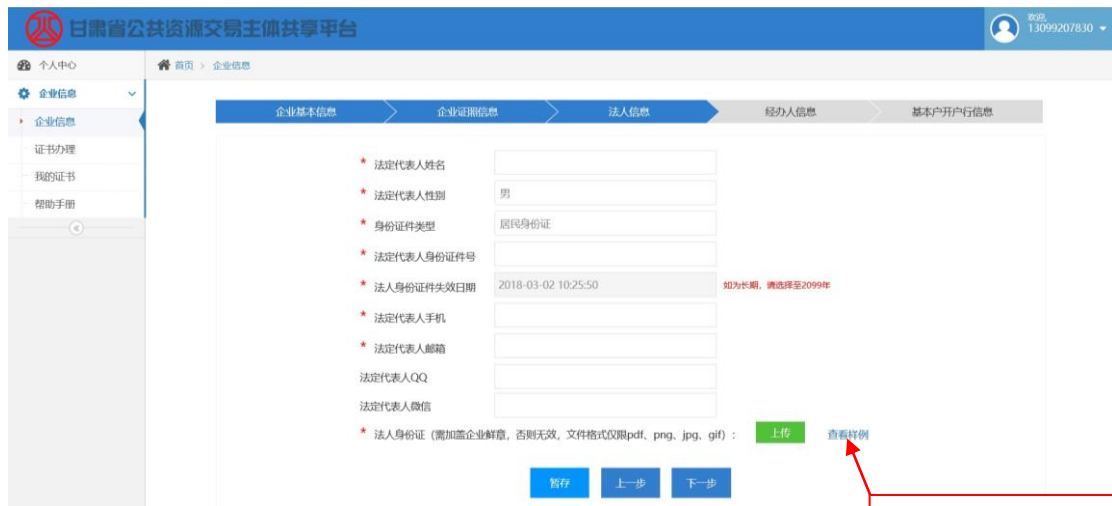 甘肃省公共资源交易主体共享平台
欢迎,
13099207830
个人中心
首页 > 企业信息
企业信息
企业信息
证书办理
我的证书
帮助手册
企业基本信息
企业证明信息
法人信息
经办人信息
基本户开户行信息
* 法定代表人姓名
* 法定代表人性别 男
* 身份证件类型 居民身份证
* 法定代表人身份证件号
* 法人身份证件失效日期 2018-03-02 10:25:50 如为长期，请选择至2099年
* 法定代表人手机
* 法定代表人邮箱
法定代表人QQ
法定代表人微信
* 法人身份证（需加盖企业鲜章，否则无效，文件格式仅限pdf、png、jpg、gif）： 上传 查看样例
暂存 上一步 下一步